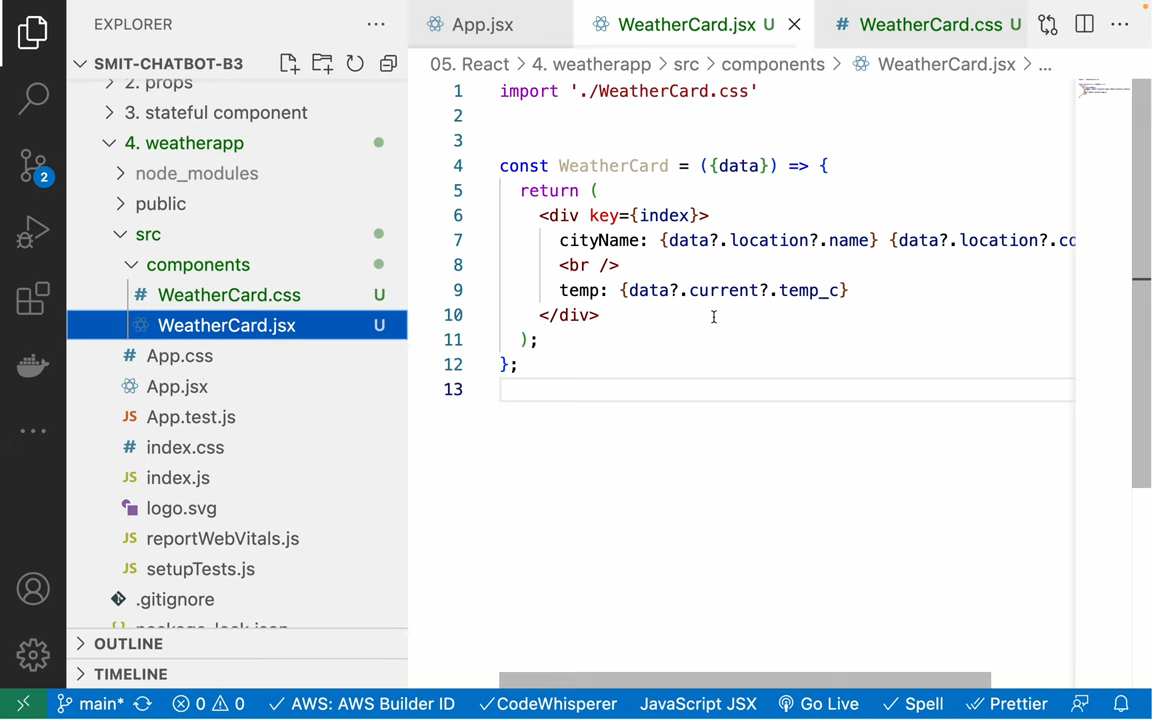 EXPLORER
App.jsx
WeatherCard.jsx U
# WeatherCard.css U
SMIT-CHATBOT-B3
05. React > 4. weatherapp > src > components > WeatherCard.jsx > ...
2. props
3. stateful component
4. weatherapp
node_modules
public
src
components
# WeatherCard.css U
WeatherCard.jsx U
# App.css
App.jsx
JS App.test.js
# index.css
JS index.js
logo.svg
JS reportWebVitals.js
JS setupTests.js
.gitignore
OUTLINE
TIMELINE
2
1 import './WeatherCard.css'
2
3
4 const WeatherCard = ({data}) => {
5 return (
6 <div key={index}>
7 cityName: {data?.location?.name} {data?.location?.co
8 <br />
9 temp: {data?.current?.temp_c}
10 </div>
11 );
12 };
13
main* 0 0 AWS: AWS Builder ID CodeWhisperer JavaScript JSX Go Live Spell Prettier